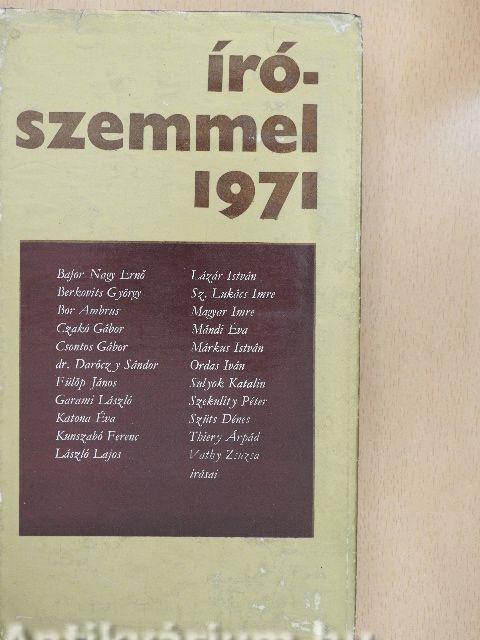 író-
szemmel
1971
Bajor Nagy Ernő
Berkovits György
Bor Ambrus
Czakó Gábor
Csontos Gábor
dr. Daróczy Sándor
Fülöp János
Garami László
Katona Éva
Kunszabó Ferenc
László Lajos
Lázár István
Sz. Lukács Imre
Magyar Imre
Mándi Éva
Márkus István
Ordas Iván
Sulyok Katalin
Szekulity Péter
Szüts Dénes
Thiery Árpád
Vathy Zsuzsa
írásai